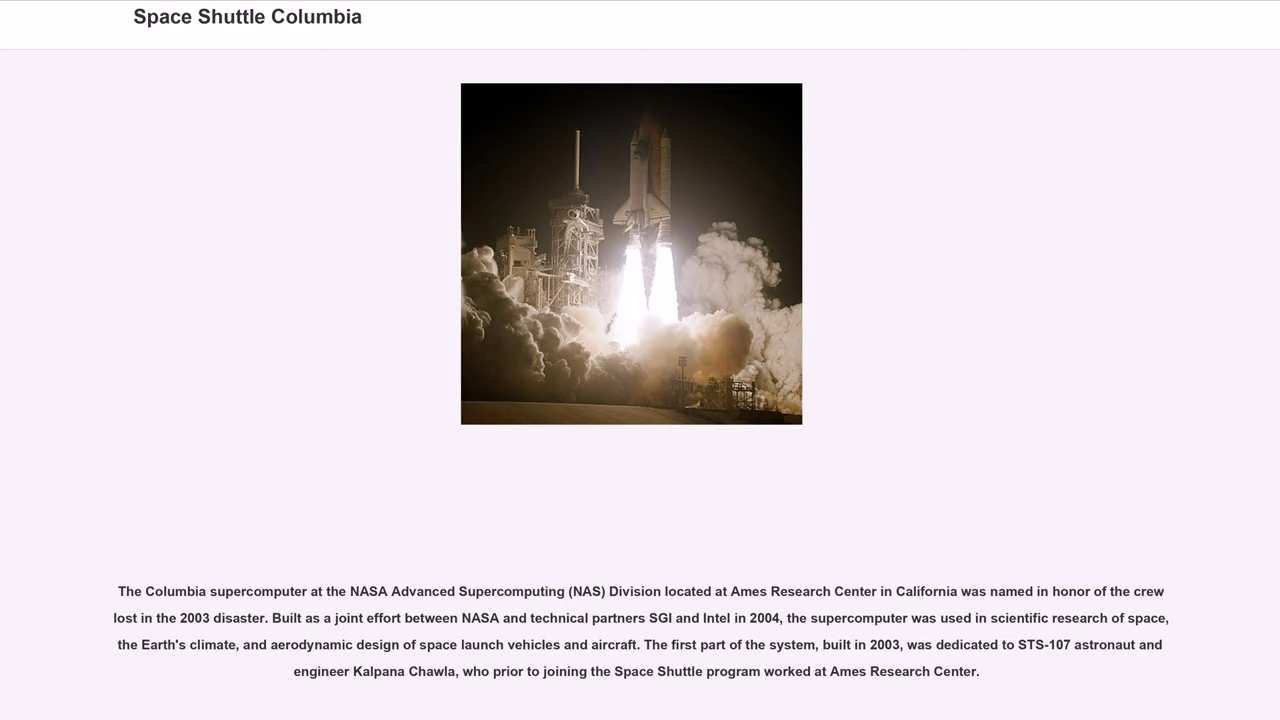 Space Shuttle Columbia
The Columbia supercomputer at the NASA Advanced Supercomputing (NAS) Division located at Ames Research Center in California was named in honor of the crew
lost in the 2003 disaster. Built as a joint effort between NASA and technical partners SGI and Intel in 2004, the supercomputer was used in scientific research of space,
the Earth's climate, and aerodynamic design of space launch vehicles and aircraft. The first part of the system, built in 2003, was dedicated to STS-107 astronaut and
engineer Kalpana Chawla, who prior to joining the Space Shuttle program worked at Ames Research Center.